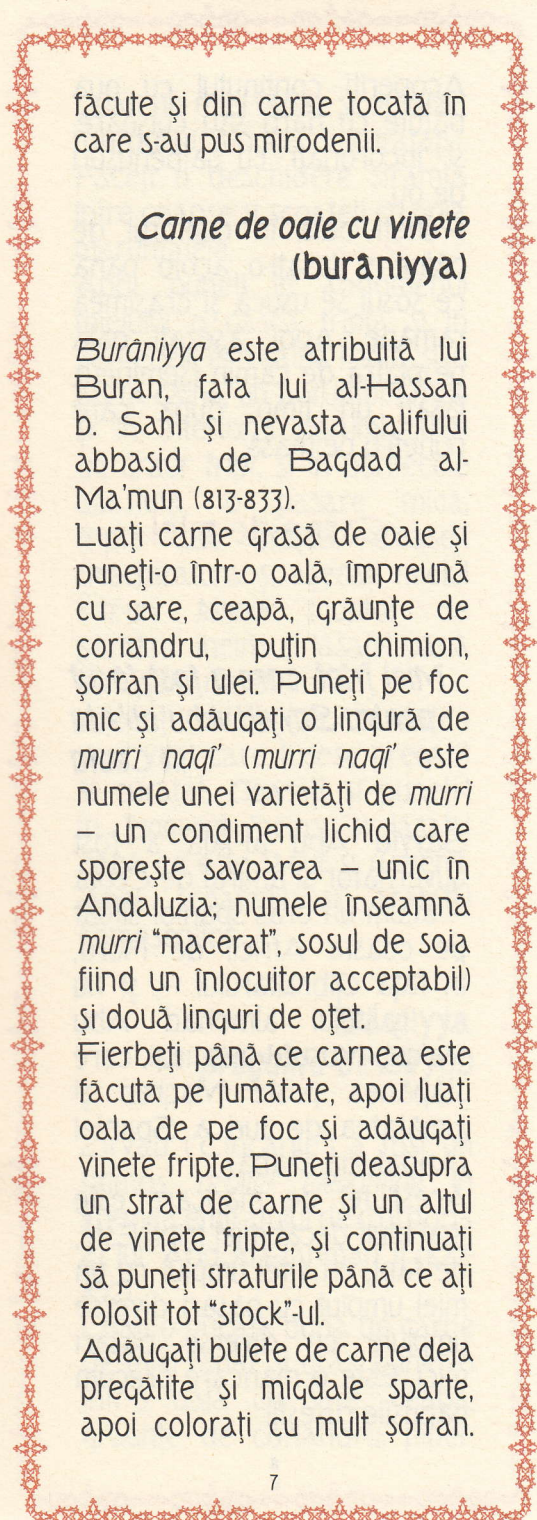 făcute și din carne tocată în
care s-au pus mirodenii.
Carne de oaie cu vinete
(burâniyya)
Burâniyya este atribuită lui
Buran, fata lui al-Hassan
b. Sahl și nevasta califului
abbasid de Bagdad al-
Ma'mun (813-833).
Luați carne grasă de oaie și
puneți-o într-o oală, împreună
cu sare, ceapă, grăunțe de
coriandru, puțin chimion,
șofran și ulei. Puneți pe foc
mic și adăugați o lingură de
murri naqî' (murri naqî' este
numele unei varietăți de murri
– un condiment lichid care
sporește savoarea – unic în
Andaluzia; numele înseamnă
murri "macerat", sosul de soia
fiind un înlocuitor acceptabil)
și două linguri de oțet.
Fierbeți până ce carnea este
făcută pe jumătate, apoi luați
oala de pe foc și adăugați
vinete fripte. Puneți deasupra
un strat de carne și un altul
de vinete fripte, și continuați
să puneți straturile până ce ați
folosit tot "stock"-ul.
Adăugați bulete de carne deja
pregătite și migdale sparte,
apoi colorați cu mult șofran.
7